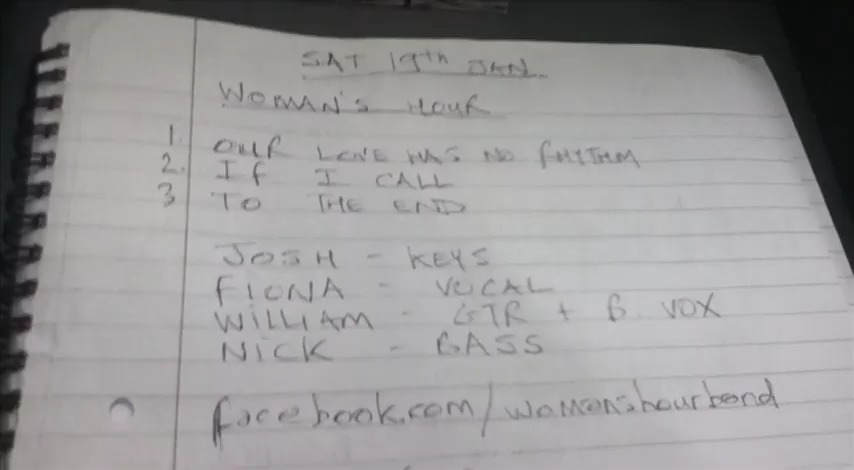 SAT 19th JAN
WOMAN'S HOUR
1. OUR LOVE HAS NO RHYTHM
2. IF I CALL
3 TO THE END
JOSH - KEYS
FIONA - VOCAL
WILLIAM - GTR + B. VOX
NICK - BASS
facebook.com/womanshourband